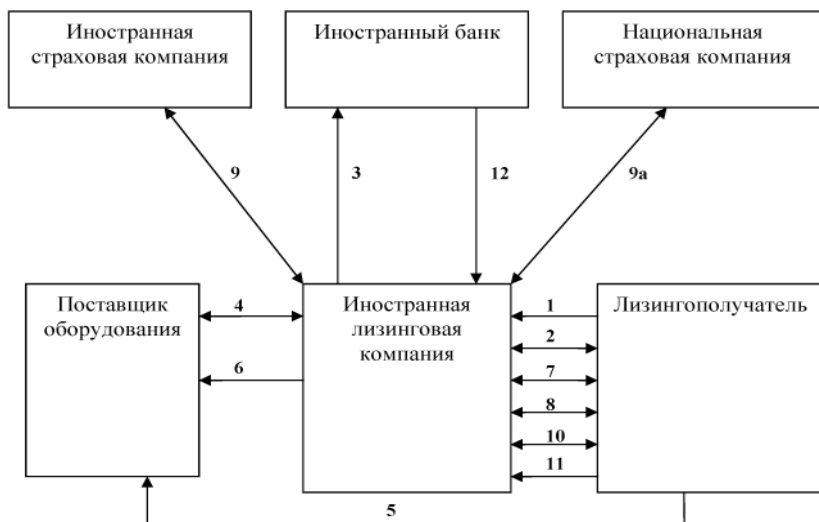 Иностранная
страховая компания
Иностранный банк
Национальная
страховая компания
9
3
12
9а
Поставщик
оборудования
4
6
Иностранная
лизинговая
компания
1
2
7
8
10
11
Лизингополучатель
5